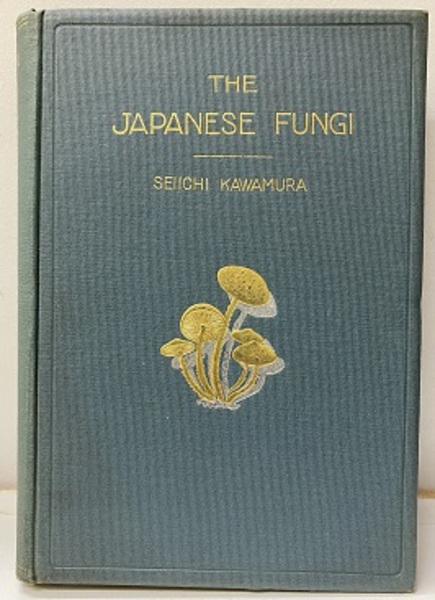 THE
JAPANESE FUNGI
SEIICHI KAWAMURA